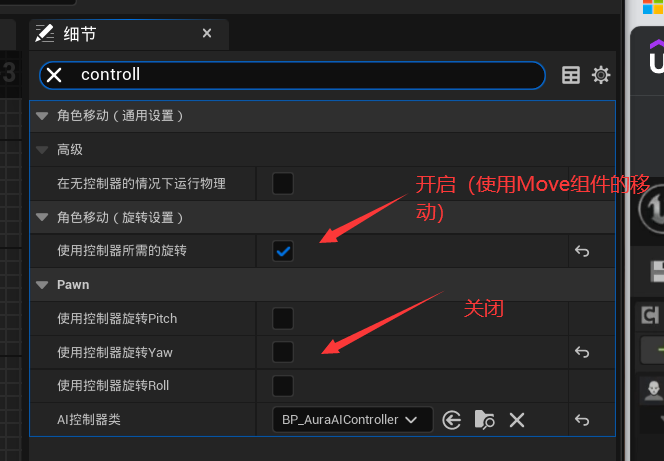 细节
controll
角色移动（通用设置）
高级
在无控制器的情况下运行物理
开启（使用Move组件的移
动）
角色移动（旋转设置）
使用控制器所需的旋转
Pawn
关闭
使用控制器旋转Pitch
使用控制器旋转Yaw
使用控制器旋转Roll
AI控制器类
BP_AuraAIController